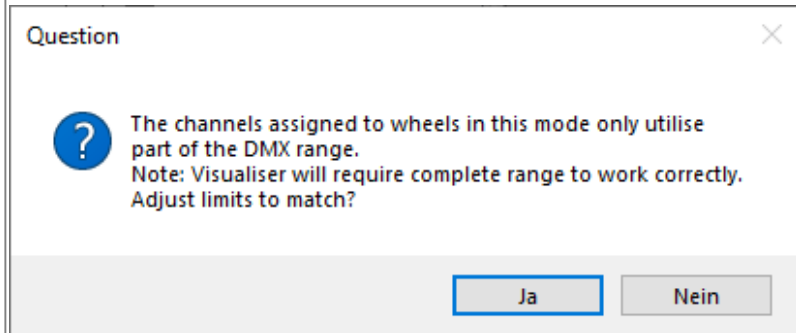 Question
The channels assigned to wheels in this mode only utilise
part of the DMX range.
Note: Visualiser will require complete range to work correctly.
Adjust limits to match?
Ja
Nein